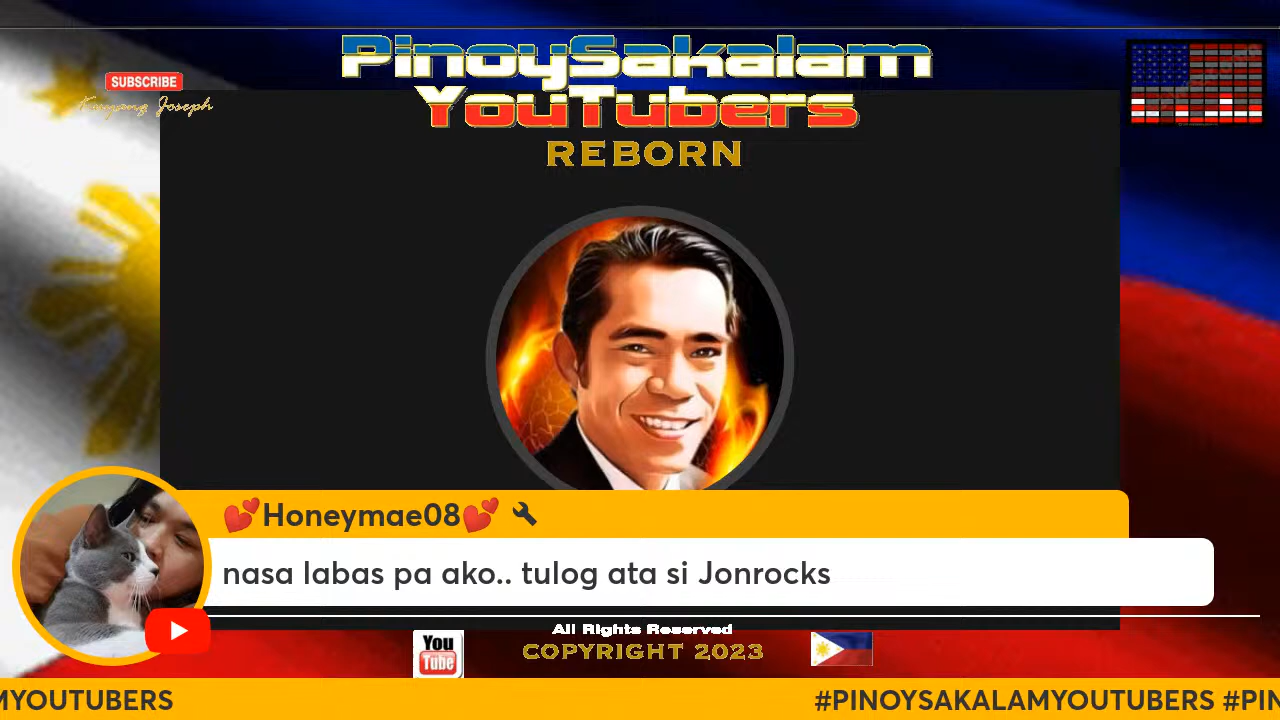 PinoySakalam
YouTubers
REBORN
SUBSCRIBE
Joseph
💕Honeymae08💕
nasa labas pa ako.. tulog ata si Jonrocks
All Rights Reserved
You
Tube
COPYRIGHT 2023
MYOUTUBERS
#PINOYSAKALAMYOUTUBERS #PIN